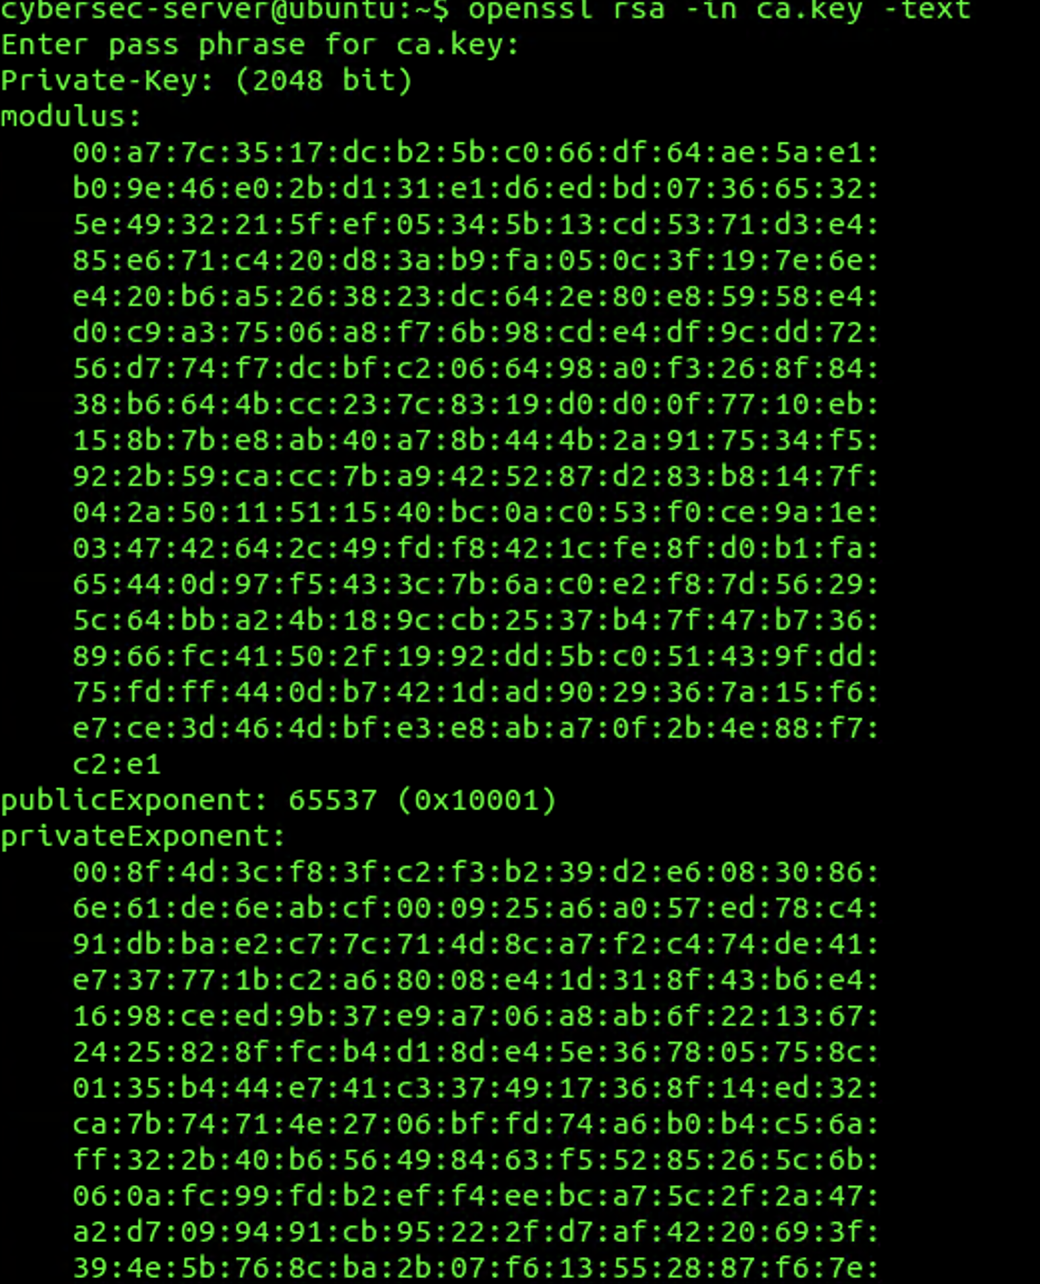 cybersec-server@ubuntu:~$ openssl rsa -in ca.key -text
Enter pass phrase for ca.key:
Private-Key: (2048 bit)
modulus:
00:a7:7c:35:17:dc:b2:5b:c0:66:df:64:ae:5a:e1:
b0:9e:46:e0:2b:d1:31:e1:d6:ed:bd:07:36:65:32:
5e:49:32:21:5f:ef:05:34:5b:13:cd:53:71:d3:e4:
85:e6:71:c4:20:d8:3a:b9:fa:05:0c:3f:19:7e:6e:
e4:20:b6:a5:26:38:23:dc:64:2e:80:e8:59:58:e4:
d0:c9:a3:75:06:a8:f7:6b:98:cd:e4:df:9c:dd:72:
56:d7:74:f7:dc:bf:c2:06:64:98:a0:f3:26:8f:84:
38:b6:64:4b:cc:23:7c:83:19:d0:d0:0f:77:10:eb:
15:8b:7b:e8:ab:40:a7:8b:44:4b:2a:91:75:34:f5:
92:2b:59:ca:cc:7b:a9:42:52:87:d2:83:b8:14:7f:
04:2a:50:11:51:15:40:bc:0a:c0:53:f0:ce:9a:1e:
03:47:42:64:2c:49:fd:f8:42:1c:fe:8f:d0:b1:fa:
65:44:0d:97:f5:43:3c:7b:6a:c0:e2:f8:7d:56:29:
5c:64:bb:a2:4b:18:9c:cb:25:37:b4:7f:47:b7:36:
89:66:fc:41:50:2f:19:92:dd:5b:c0:51:43:9f:dd:
75:fd:ff:44:0d:b7:42:1d:ad:90:29:36:7a:15:f6:
e7:ce:3d:46:4d:bf:e3:e8:ab:a7:0f:2b:4e:88:f7:
c2:e1
publicExponent: 65537 (0x10001)
privateExponent:
00:8f:4d:3c:f8:3f:c2:f3:b2:39:d2:e6:08:30:86:
6e:61:de:6e:ab:cf:00:09:25:a6:a0:57:ed:78:c4:
91:db:ba:e2:c7:7c:71:4d:8c:a7:f2:c4:74:de:41:
e7:37:77:1b:c2:a6:80:08:e4:1d:31:8f:43:b6:e4:
16:98:ce:ed:9b:37:e9:a7:06:a8:ab:6f:22:13:67:
24:25:82:8f:fc:b4:d1:8d:e4:5e:36:78:05:75:8c:
01:35:b4:44:e7:41:c3:37:49:17:36:8f:14:ed:32:
ca:7b:74:71:4e:27:06:bf:fd:74:a6:b0:b4:c5:6a:
ff:32:2b:40:b6:56:49:84:63:f5:52:85:26:5c:6b:
06:0a:fc:99:fd:b2:ef:f4:ee:bc:a7:5c:2f:2a:47:
a2:d7:09:94:91:cb:95:22:2f:d7:af:42:20:69:3f:
39:4e:5b:76:8c:ba:2b:07:f6:13:55:28:87:f6:7e: